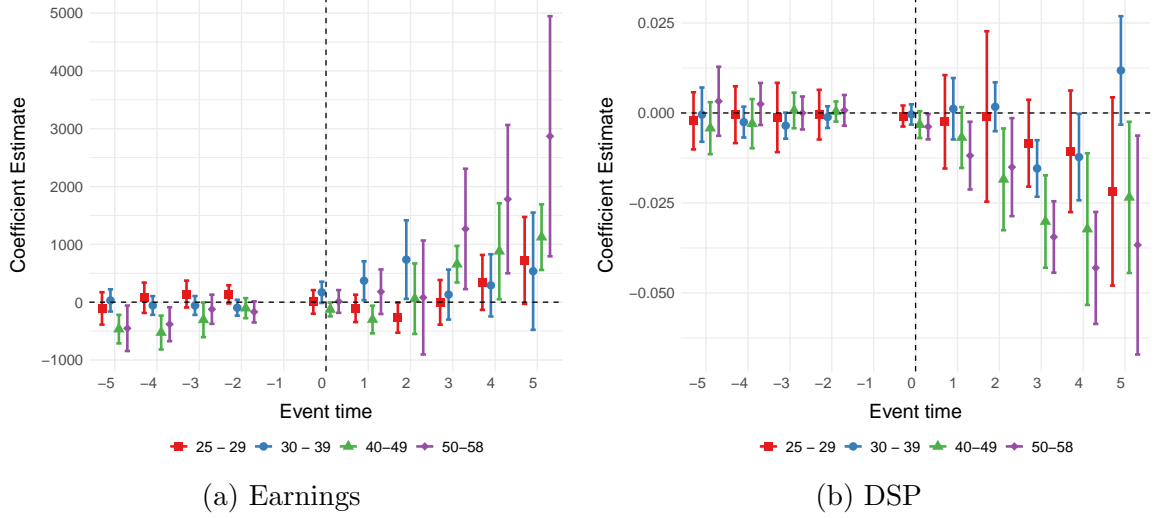 5000
4000
3000
2000
1000
0
−1000
Coefficient Estimate
−5 −4 −3 −2 −1 0 1 2 3 4 5
Event time
25 − 29 30 − 39 40−49 50−58
(a) Earnings
0.025
0.000
−0.025
−0.050
Coefficient Estimate
−5 −4 −3 −2 −1 0 1 2 3 4 5
Event time
25 − 29 30 − 39 40−49 50−58
(b) DSP